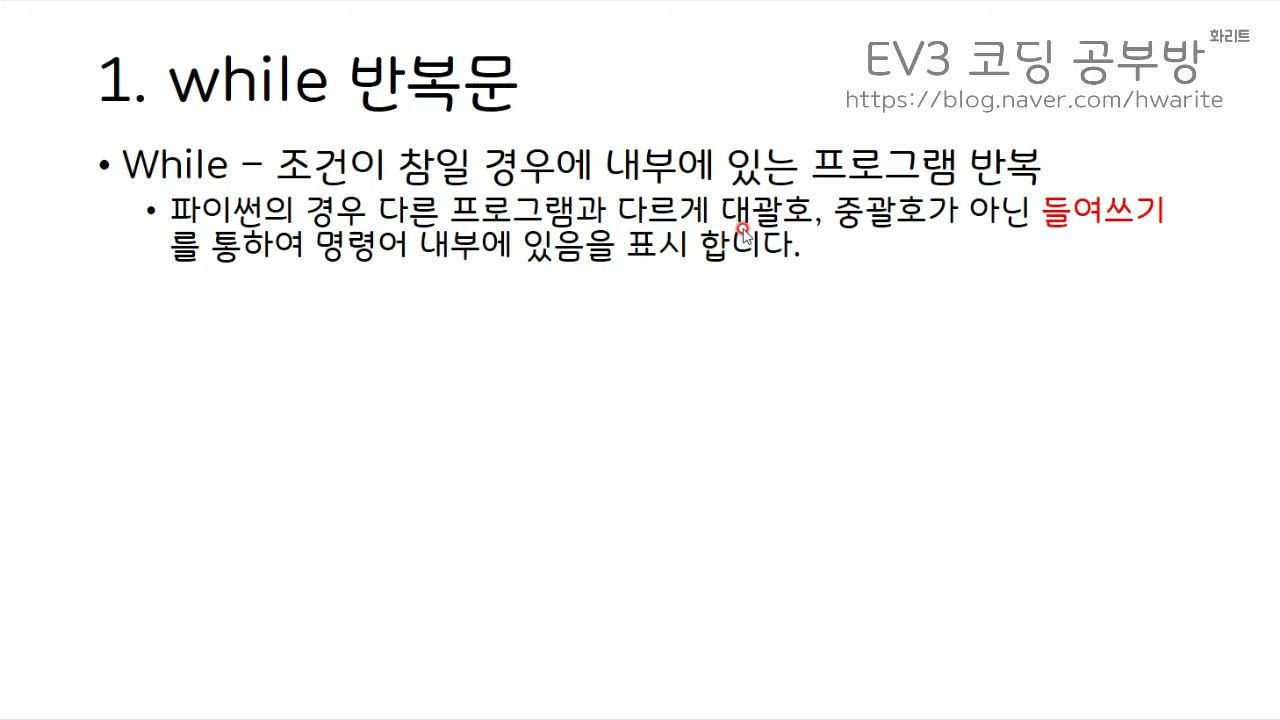 1. while 반복문
화리트
EV3 코딩 공부방
https://blog.naver.com/hwarite
• While – 조건이 참일 경우에 내부에 있는 프로그램 반복
• 파이썬의 경우 다른 프로그램과 다르게 대괄호, 중괄호가 아닌 들여쓰기
를 통하여 명령어 내부에 있음을 표시 합니다.